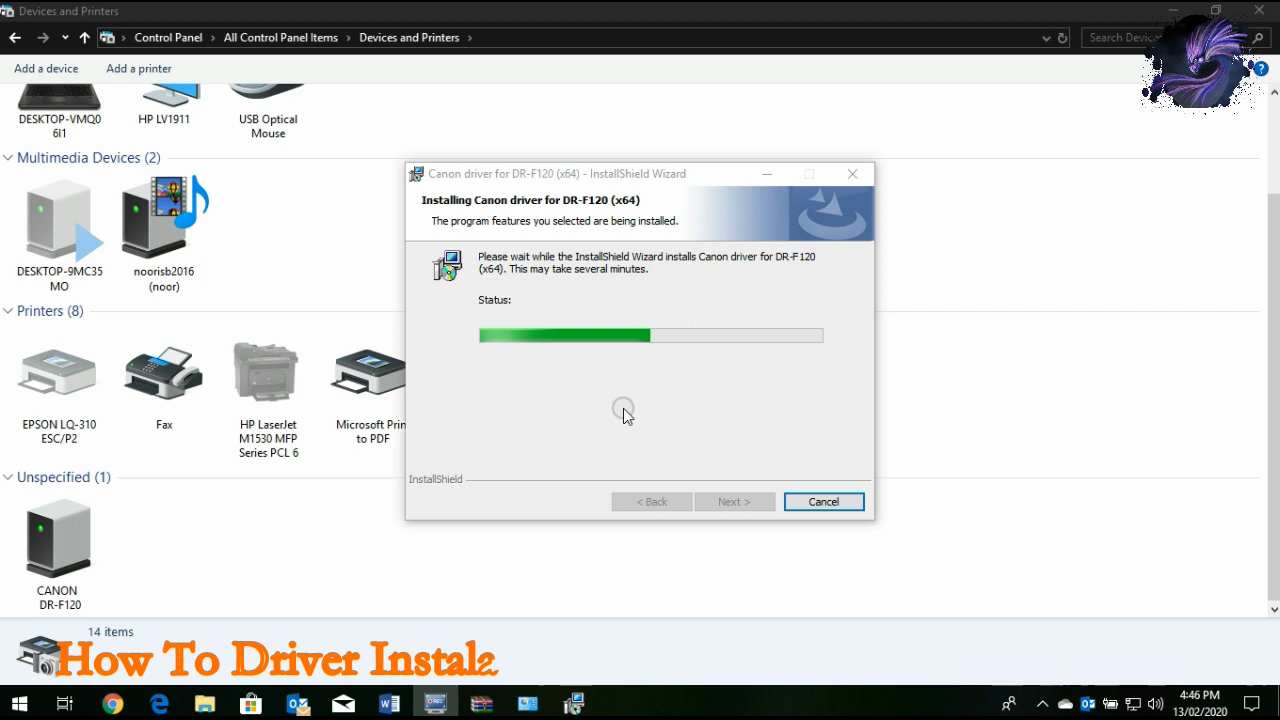 Devices and Printers
Control Panel > All Control Panel Items > Devices and Printers >
Search Devic
Add a device Add a printer
DESKTOP-VMQ0
6I1
HP LV1911
USB Optical
Mouse
Multimedia Devices (2)
DESKTOP-9MC35
MO
noorisb2016
(noor)
Printers (8)
EPSON LQ-310
ESC/P2
Fax
HP LaserJet
M1530 MFP
Series PCL 6
Microsoft Prin
to PDF
Unspecified (1)
CANON
DR-F120
Canon driver for DR-F120 (x64) - InstallShield Wizard
Installing Canon driver for DR-F120 (x64)
The program features you selected are being installed.
Please wait while the InstallShield Wizard installs Canon driver for DR-F120
(x64). This may take several minutes.
Status:
InstallShield
< Back Next > Cancel
14 items
How To Driver Instal
4:46 PM
13/02/2020